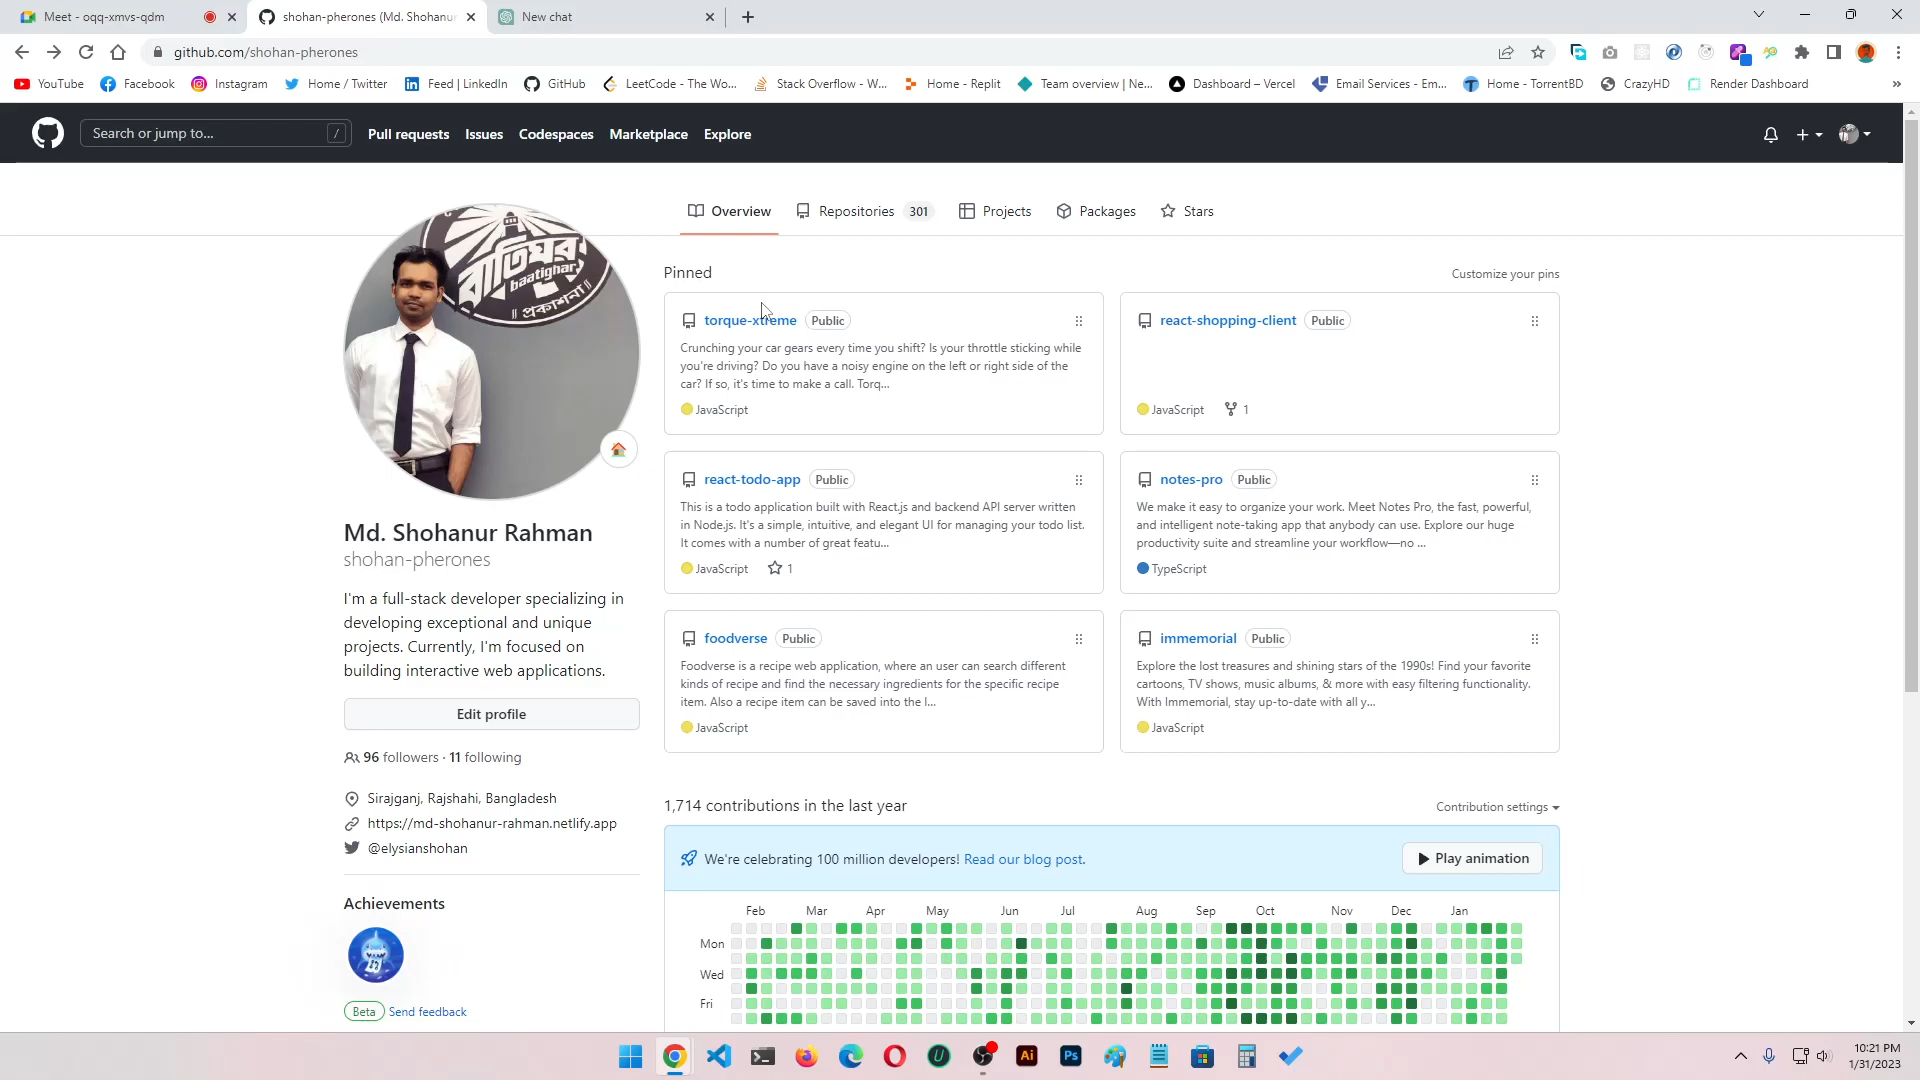 Meet - oqq-xmvs-qdm
shohan-pherones (Md. Shohanur
New chat
github.com/shohan-pherones
YouTube
Facebook
Instagram
Home / Twitter
Feed | LinkedIn
GitHub
LeetCode - The Wo...
Stack Overflow - W...
Home - Replit
Team overview | Ne...
Dashboard – Vercel
Email Services - Em...
Home - TorrentBD
CrazyHD
Render Dashboard
Search or jump to...
/
Pull requests
Issues
Codespaces
Marketplace
Explore
Overview
Repositories 301
Projects
Packages
Stars
বাতিঘর
baatighar
॥ প্রকাশনা ॥
Md. Shohanur Rahman
shohan-pherones
I'm a full-stack developer specializing in
developing exceptional and unique
projects. Currently, I'm focused on
building interactive web applications.
Edit profile
96 followers · 11 following
Sirajganj, Rajshahi, Bangladesh
https://md-shohanur-rahman.netlify.app
@elysianshohan
Achievements
Beta Send feedback
Pinned
Customize your pins
torque-xtreme Public
Crunching your car gears every time you shift? Is your throttle sticking while
you're driving? Do you have a noisy engine on the left or right side of the
car? If so, it's time to make a call. Torq...
JavaScript
react-shopping-client Public
JavaScript 1
react-todo-app Public
This is a todo application built with React.js and backend API server written
in Node.js. It's a simple, intuitive, and elegant UI for managing your todo list.
It comes with a number of great featu...
JavaScript 1
notes-pro Public
We make it easy to organize your work. Meet Notes Pro, the fast, powerful,
and intelligent note-taking app that anybody can use. Explore our huge
productivity suite and streamline your workflow—no ...
TypeScript
foodverse Public
Foodverse is a recipe web application, where an user can search different
kinds of recipe and find the necessary ingredients for the specific recipe
item. Also a recipe item can be saved into the l...
JavaScript
immemorial Public
Explore the lost treasures and shining stars of the 1990s! Find your favorite
cartoons, TV shows, music albums, & more with easy filtering functionality.
With Immemorial, stay up-to-date with all y...
JavaScript
1,714 contributions in the last year
Contribution settings
We're celebrating 100 million developers! Read our blog post.
Play animation
Feb Mar Apr May Jun Jul Aug Sep Oct Nov Dec Jan
Mon
Wed
Fri
Ai
Ps
10:21 PM
1/31/2023